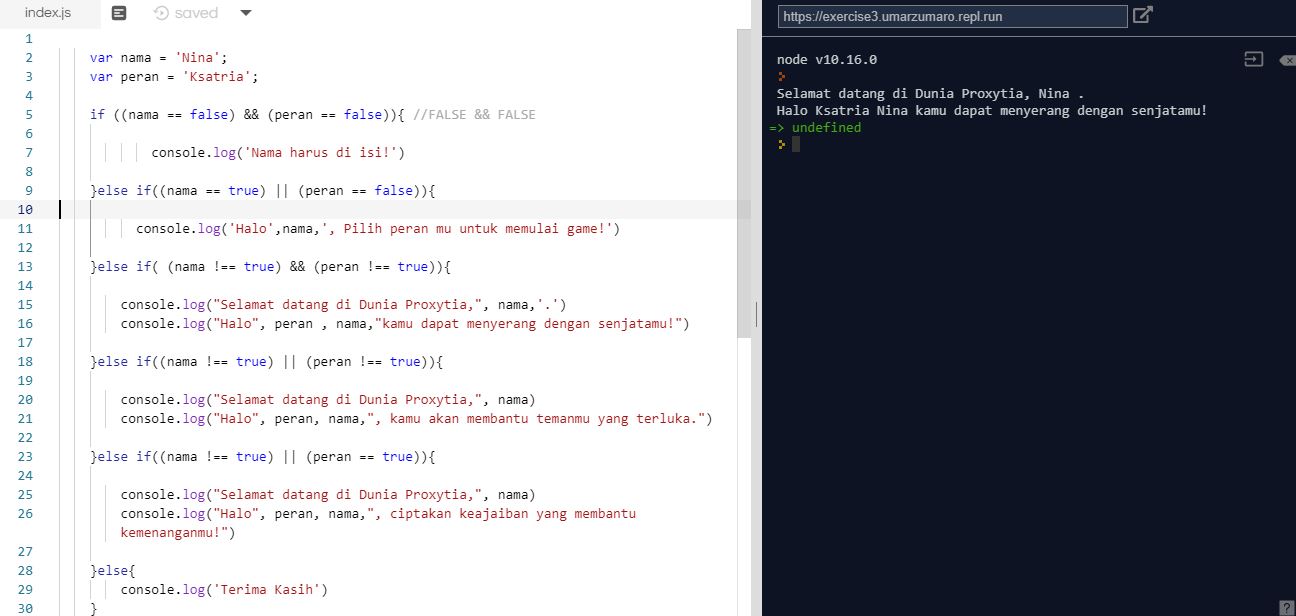 index.js saved
1
2 var nama = 'Nina';
3 var peran = 'Ksatria';
4
5 if ((nama == false) && (peran == false)){ //FALSE && FALSE
6
7 console.log('Nama harus di isi!')
8
9 }else if((nama == true) || (peran == false)){
10
11 console.log('Halo',nama,', Pilih peran mu untuk memulai game!')
12
13 }else if( (nama !== true) && (peran !== true)){
14
15 console.log("Selamat datang di Dunia Proxytia,", nama,'.')
16 console.log("Halo", peran , nama,"kamu dapat menyerang dengan senjatamu!")
17
18 }else if((nama !== true) || (peran !== true)){
19
20 console.log("Selamat datang di Dunia Proxytia,", nama)
21 console.log("Halo", peran, nama,", kamu akan membantu temanmu yang terluka.")
22
23 }else if((nama !== true) || (peran == true)){
24
25 console.log("Selamat datang di Dunia Proxytia,", nama)
26 console.log("Halo", peran, nama,", ciptakan keajaiban yang membantu
kemenanganmu!")
27
28 }else{
29 console.log('Terima Kasih')
30 }
https://exercise3.umarzumaro.repl.run
node v10.16.0
>
Selamat datang di Dunia Proxytia, Nina .
Halo Ksatria Nina kamu dapat menyerang dengan senjatamu!
=> undefined
>
?